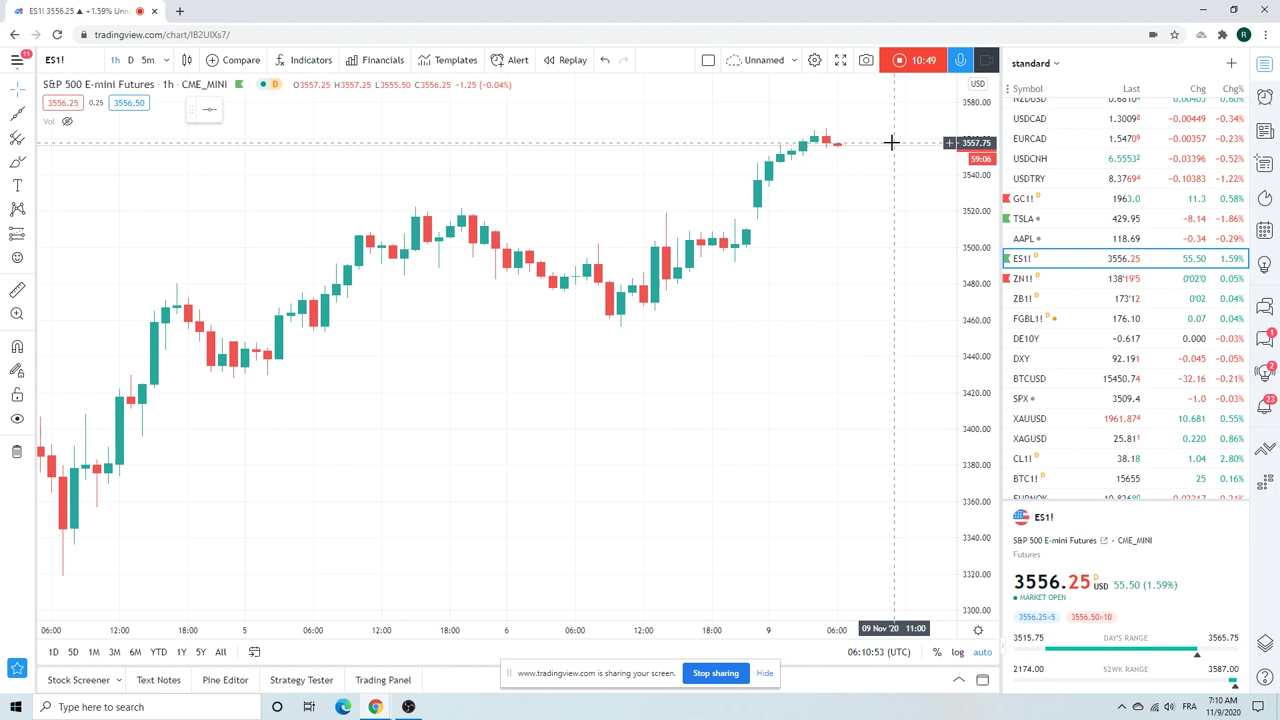 ES1! 3556.25 ▲ +1.59% Unn
tradingview.com/chart/IB2UIXs7/
R
11
ES1!
1h D 5m
Compare
Indicators
Financials
Templates
Alert
Replay
Unnamed
10:49
S&P 500 E-mini Futures · 1h · CME_MINI
D
O3557.25 H3557.25 L3555.50 C3556.25 -1.25 (-0.04%)
3556.25
0.25
3556.50
Vol
USD
3580.00
3557.75
59:06
3540.00
3520.00
3500.00
3480.00
3460.00
3440.00
3420.00
3400.00
3380.00
3360.00
3340.00
3320.00
3300.00
06:00 12:00 18:00 5 06:00 12:00 18:00 6 06:00 12:00 18:00 9 06:00
09 Nov '20 11:00
1D 5D 1M 3M 6M YTD 1Y 5Y All
06:10:53 (UTC)
% log auto
Stock Screener
Text Notes
Pine Editor
Strategy Tester
Trading Panel
www.tradingview.com is sharing your screen.
Stop sharing
Hide
standard
Symbol Last Chg Chg%
USDCAD 1.30098 -0.00449 -0.34%
EURCAD 1.54709 -0.00357 -0.23%
USDCNH 6.55532 -0.03396 -0.52%
USDTRY 8.37694 -0.10383 -1.22%
GC1! D 1963.0 11.3 0.58%
TSLA 429.95 -8.14 -1.86%
AAPL 118.69 -0.34 -0.29%
ES1! D 3556.25 55.50 1.59%
ZN1! D 138'19'5 0'02'0 0.05%
ZB1! D 173'12 0'02 0.04%
FGBL1! D 176.10 0.07 0.04%
DE10Y -0.617 0.000 -0.03%
DXY 92.191 -0.045 -0.05%
BTCUSD 15450.74 -32.16 -0.21%
SPX 3509.4 -1.0 -0.03%
XAUUSD 1961.874 10.681 0.55%
XAGUSD 25.811 0.220 0.86%
CL1! D 38.18 1.04 2.80%
BTC1! 15655 25 0.16%
ES1!
S&P 500 E-mini Futures · CME_MINI
Futures
3556.25 D USD 55.50 (1.59%)
MARKET OPEN
3556.25×5
3556.50×10
3515.75 DAY'S RANGE 3565.75
2174.00 52WK RANGE 3587.00
1
2
23
Type here to search
FRA
7:10 AM
11/9/2020